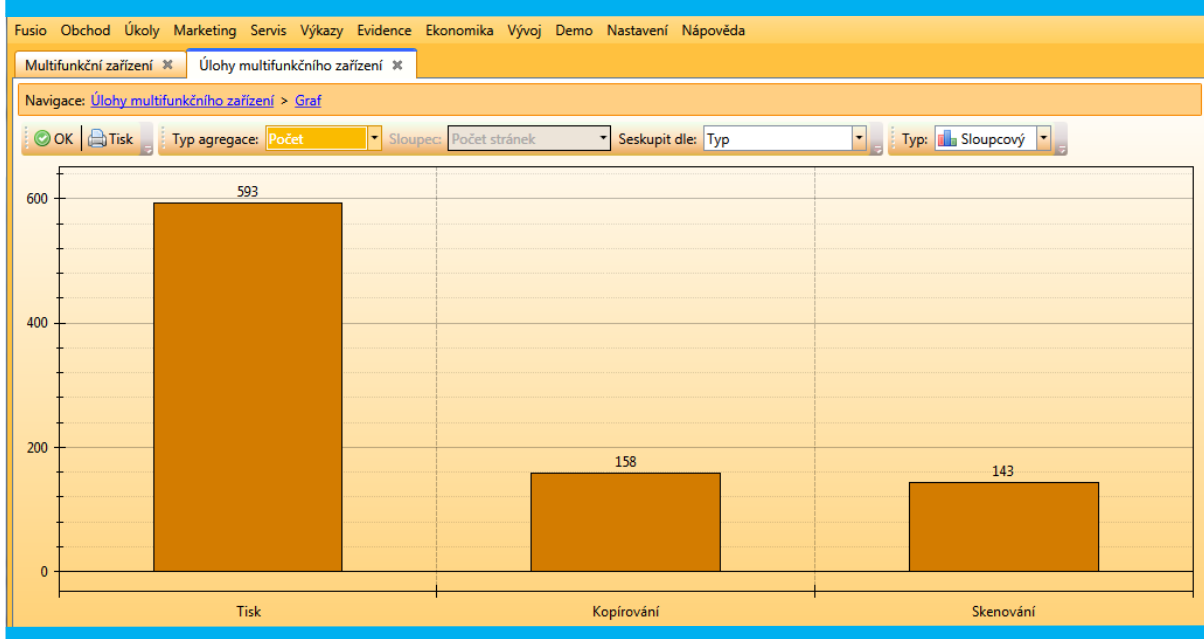 Fusio Obchod Úkoly Marketing Servis Výkazy Evidence Ekonomika Vývoj Demo Nastavení Nápověda
Multifunkční zařízení Úlohy multifunkčního zařízení
Navigace: Úlohy multifunkčního zařízení > Graf
OK Tisk Typ agregace: Počet Sloupec: Počet stránek Seskupit dle: Typ Typ: Sloupcový
593
600
400
200
158
143
0
Tisk Kopírování Skenování